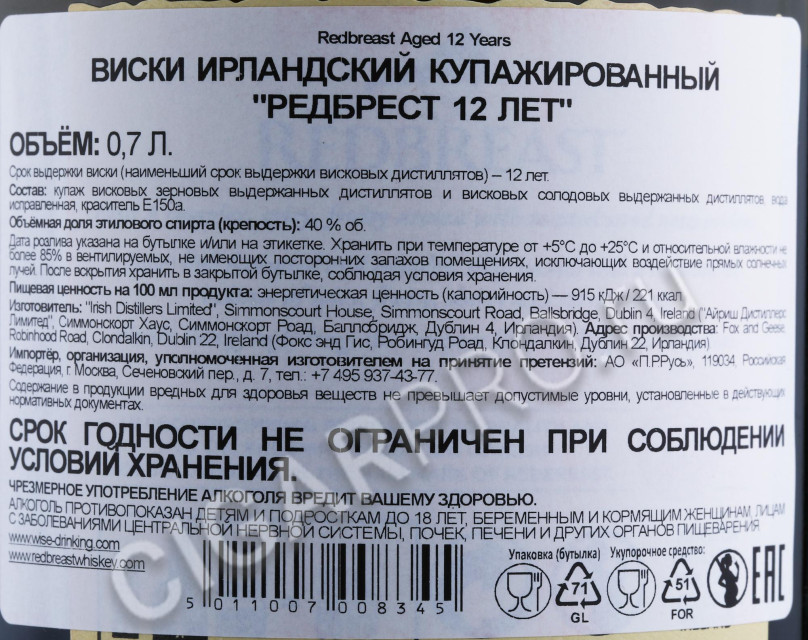 Redbreast Aged 12 Years
ВИСКИ ИРЛАНДСКИЙ КУПАЖИРОВАННЫЙ
"РЕДБРЕСТ 12 ЛЕТ"
ОБЪЁМ: 0,7 Л.
Срок выдержки виски (наименьший срок выдержки висковых дистиллятов) – 12 лет.
Состав: купаж висковых зерновых выдержанных дистиллятов и висковых солодовых выдержанных дистиллятов, вода
исправленная, краситель Е150а.
Объёмная доля этилового спирта (крепость): 40 % об.
Дата розлива указана на бутылке и/или на этикетке. Хранить при температуре от +5°С до +25°С и относительной влажности не
более 85% в вентилируемых, не имеющих посторонних запахов помещениях, исключающих воздействие прямых солнечных
лучей. После вскрытия хранить в закрытой бутылке, соблюдая условия хранения.
Пищевая ценность на 100 мл продукта: энергетическая ценность (калорийность) — 915 кДж / 221 ккал
Изготовитель: "Irish Distillers Limited", Simmonscourt House, Simmonscourt Road, Ballsbridge, Dublin 4, Ireland ("Айриш Дистиллерс
Лимитед", Симмонскорт Хаус, Симмонскорт Роад, Баллсбридж, Дублин 4, Ирландия). Адрес производства: Fox and Geese,
Robinhood Road, Clondalkin, Dublin 22, Ireland (Фокс энд Гис, Робингуд Роад, Клондалкин, Дублин 22, Ирландия)
Импортёр, организация, уполномоченная изготовителем на принятие претензий: АО «П.Р.Русь», 119034, Российская
Федерация, г. Москва, Сеченовский пер., д. 7, тел.: +7 495 937-43-77.
Содержание в продукции вредных для здоровья веществ не превышает допустимые уровни, установленные в действующих
нормативных документах.
СРОК ГОДНОСТИ НЕ ОГРАНИЧЕН ПРИ СОБЛЮДЕНИИ
УСЛОВИЙ ХРАНЕНИЯ.
ЧРЕЗМЕРНОЕ УПОТРЕБЛЕНИЕ АЛКОГОЛЯ ВРЕДИТ ВАШЕМУ ЗДОРОВЬЮ.
АЛКОГОЛЬ ПРОТИВОПОКАЗАН ДЕТЯМ И ПОДРОСТКАМ ДО 18 ЛЕТ, БЕРЕМЕННЫМ И КОРМЯЩИМ ЖЕНЩИНАМ, ЛИЦАМ
С ЗАБОЛЕВАНИЯМИ ЦЕНТРАЛЬНОЙ НЕРВНОЙ СИСТЕМЫ, ПОЧЕК, ПЕЧЕНИ И ДРУГИХ ОРГАНОВ ПИЩЕВАРЕНИЯ.
www.wise-drinking.com
www.redbreastwhiskey.com
5 011007 008345
Упаковка (бутылка)
71
GL
Укупорочное средство:
51
FOR
EAC
CIGARPRO.ru